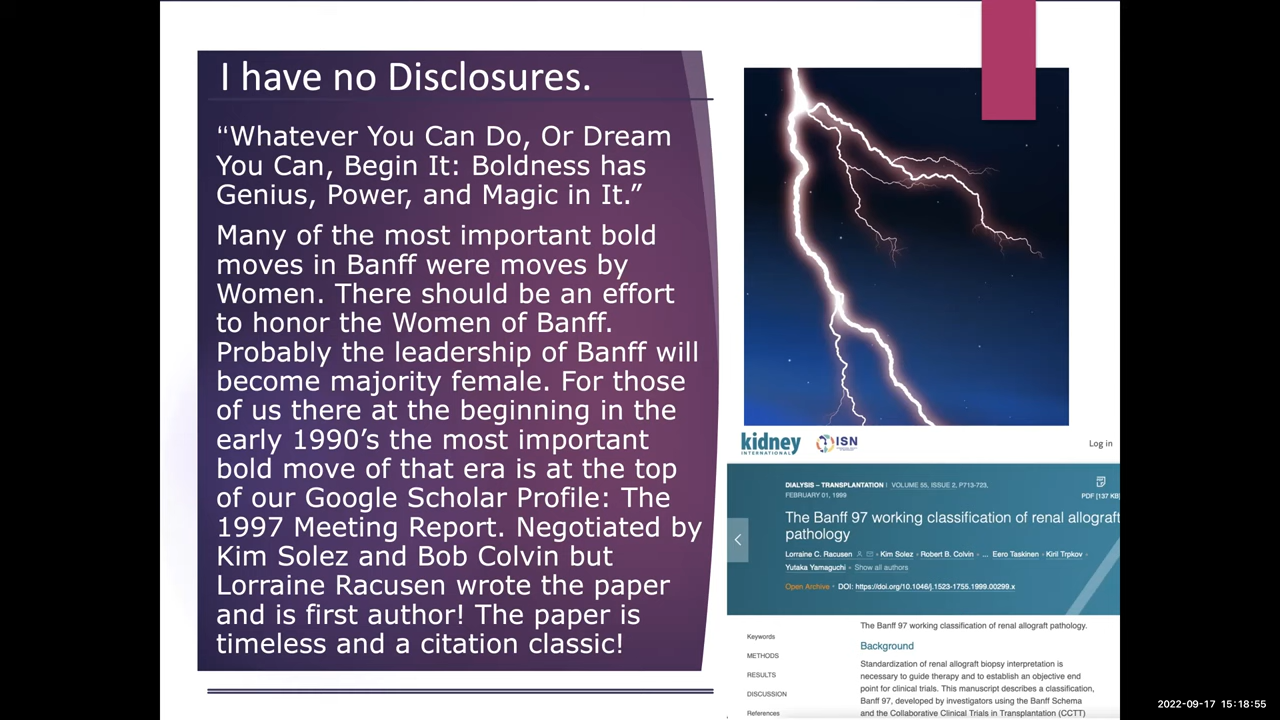 I have no Disclosures.
“Whatever You Can Do, Or Dream
You Can, Begin It: Boldness has
Genius, Power, and Magic in It.”
Many of the most important bold
moves in Banff were moves by
Women. There should be an effort
to honor the Women of Banff.
Probably the leadership of Banff will
become majority female. For those
of us there at the beginning in the
early 1990’s the most important
bold move of that era is at the top
of our Google Scholar Profile: The
1997 Meeting Report. Negotiated by
Kim Solez and Bob Colvin but
Lorraine Racusen wrote the paper
and is first author! The paper is
timeless and a citation classic!
kidney
INTERNATIONAL
ISN
Log in
DIALYSIS – TRANSPLANTATION | VOLUME 55, ISSUE 2, P713-723,
FEBRUARY 01, 1999
PDF [137 KB]
The Banff 97 working classification of renal allograft
pathology
Lorraine C. Racusen • Kim Solez • Robert B. Colvin • ... Eero Taskinen • Kiril Trpkov •
Yutaka Yamaguchi • Show all authors
Open Archive • DOI: https://doi.org/10.1046/j.1523-1755.1999.00299.x
Keywords
METHODS
RESULTS
DISCUSSION
References
The Banff 97 working classification of renal allograft pathology.
Background
Standardization of renal allograft biopsy interpretation is
necessary to guide therapy and to establish an objective end
point for clinical trials. This manuscript describes a classification,
Banff 97, developed by investigators using the Banff Schema
and the Collaborative Clinical Trials in Transplantation (CCTT)
2022-09-17 15:18:55